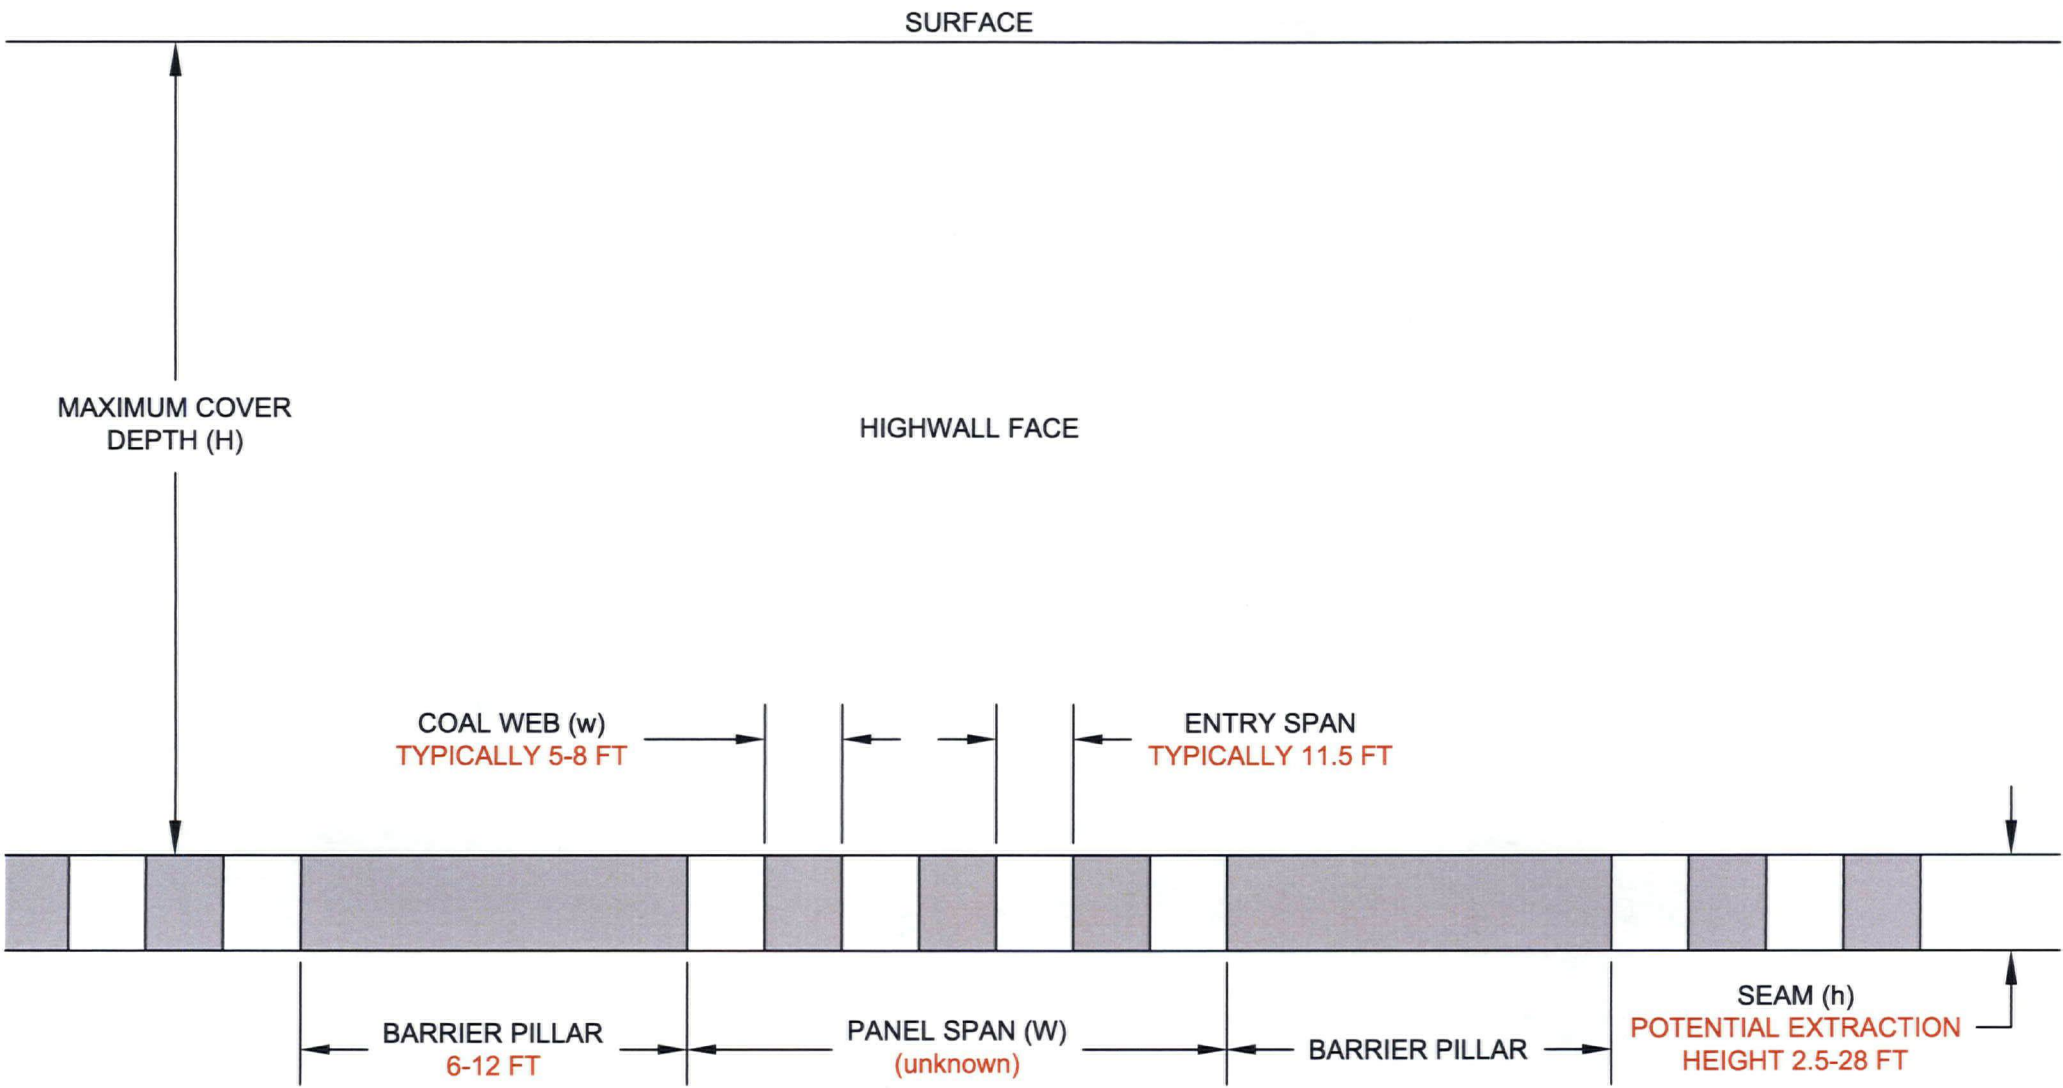 SURFACE
MAXIMUM COVER
DEPTH (H)
HIGHWALL FACE
COAL WEB (w)
TYPICALLY 5-8 FT
ENTRY SPAN
TYPICALLY 11.5 FT
BARRIER PILLAR
6-12 FT
PANEL SPAN (W)
(unknown)
BARRIER PILLAR
SEAM (h)
POTENTIAL EXTRACTION
HEIGHT 2.5-28 FT